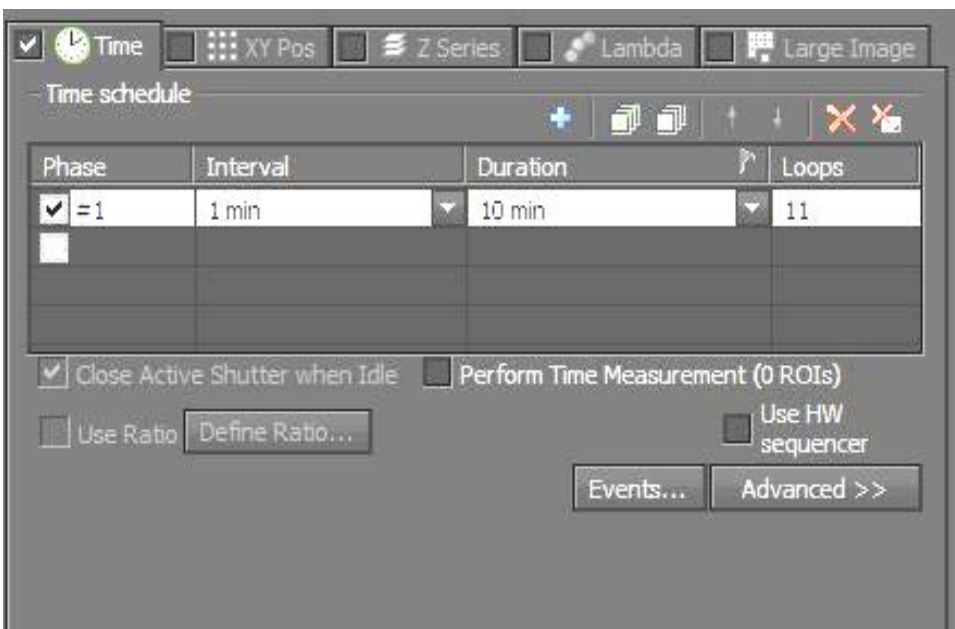 Time XY Pos Z Series Lambda Large Image
Time schedule
Phase Interval Duration Loops
=1 1 min 10 min 11
Close Active Shutter when Idle Perform Time Measurement (0 ROIs)
Use Ratio Define Ratio... Use HW
sequencer
Events... Advanced >>